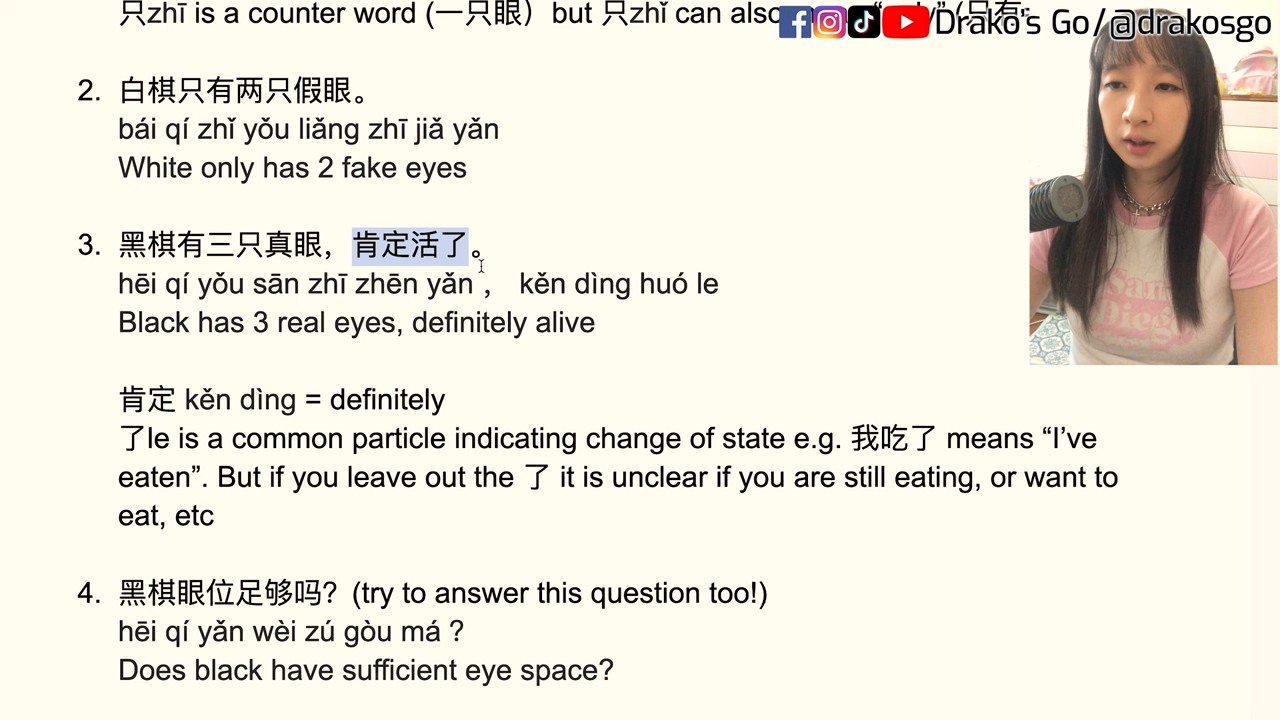 只zhī is a counter word (一只眼）but 只zhǐ can also
Drako's Go/@drakosgo
2. 白棋只有两只假眼。
bái qí zhǐ yǒu liǎng zhī jiǎ yǎn
White only has 2 fake eyes
3. 黑棋有三只真眼，肯定活了。
hēi qí yǒu sān zhī zhēn yǎn， kěn dìng huó le
Black has 3 real eyes, definitely alive
肯定 kěn dìng = definitely
了le is a common particle indicating change of state e.g. 我吃了 means “I’ve
eaten”. But if you leave out the 了 it is unclear if you are still eating, or want to
eat, etc
4. 黑棋眼位足够吗？(try to answer this question too!)
hēi qí yǎn wèi zú gòu má？
Does black have sufficient eye space?
San
Diego